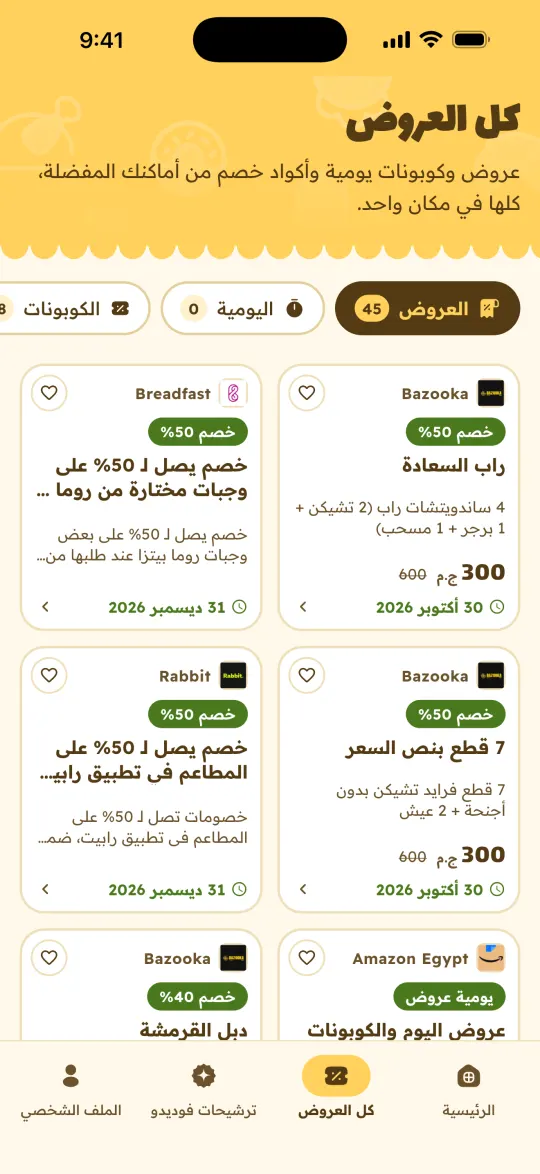 9:41
كل العروض
عروض وكوبونات يومية وأكواد خصم من أماكنك المفضلة،
كلها في مكان واحد.
العروض 45
اليومية 0
الكوبونات
Bazooka
خصم 50%
راب السعادة
4 ساندويتشات راب (2 تشيكن +
1 برجر + 1 مسحب)
300 ج.م 600
30 أكتوبر 2026
Breadfast
خصم 50%
خصم يصل لـ 50% على
وجبات مختارة من روما ...
خصم يصل لـ 50% على بعض
وجبات روما بيتزا عند طلبها من...
31 ديسمبر 2026
Bazooka
خصم 50%
7 قطع بنص السعر
7 قطع فرايد تشيكن بدون
أجنحة + 2 عيش
300 ج.م 600
30 أكتوبر 2026
Rabbit
Rabbit.
خصم 50%
خصم يصل لـ 50% على
المطاعم في تطبيق رابي...
خصومات تصل لـ 50% على
المطاعم في تطبيق رابيت، ضمـ...
31 ديسمبر 2026
Amazon Egypt
يومية عروض
عروض اليوم والكوبونات
Bazooka
خصم 40%
دبل القرمشة
الرئيسية
كل العروض
ترشيحات فوديدو
الملف الشخصي